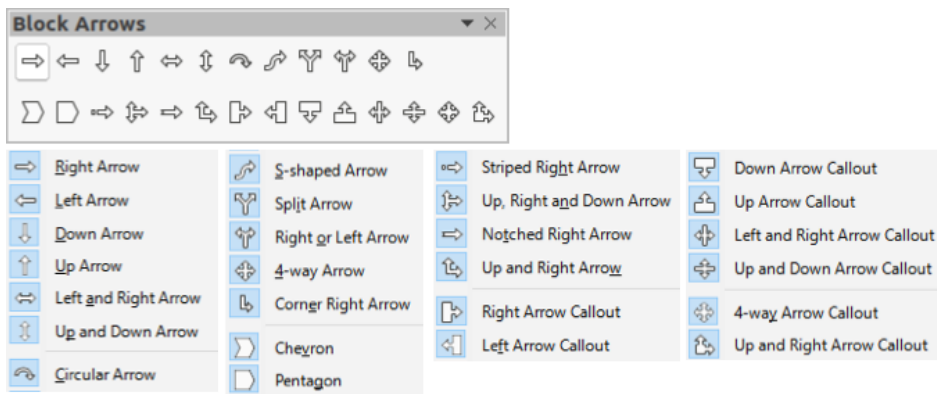 Block Arrows
Right Arrow
Left Arrow
Down Arrow
Up Arrow
Left and Right Arrow
Up and Down Arrow
Circular Arrow
S-shaped Arrow
Split Arrow
Right or Left Arrow
4-way Arrow
Corner Right Arrow
Chevron
Pentagon
Striped Right Arrow
Up, Right and Down Arrow
Notched Right Arrow
Up and Right Arrow
Right Arrow Callout
Left Arrow Callout
Down Arrow Callout
Up Arrow Callout
Left and Right Arrow Callout
Up and Down Arrow Callout
4-way Arrow Callout
Up and Right Arrow Callout